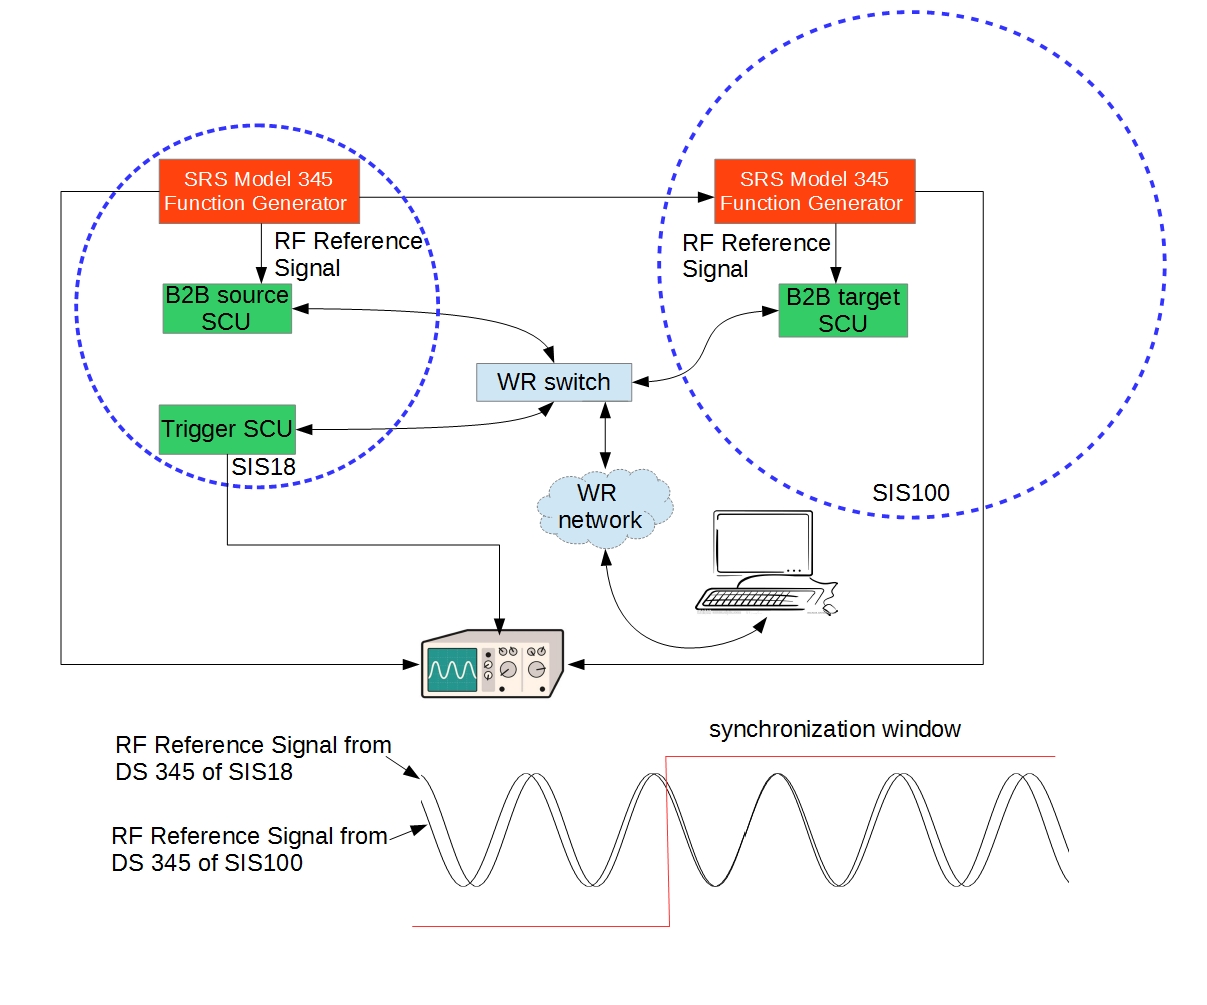 SRS Model 345
Function Generator
SRS Model 345
Function Generator
RF Reference
Signal
RF Reference
Signal
B2B source
SCU
B2B target
SCU
WR switch
Trigger SCU
SIS18
WR
network
SIS100
synchronization window
RF Reference Signal from
DS 345 of SIS18
RF Reference Signal from
DS 345 of SIS100